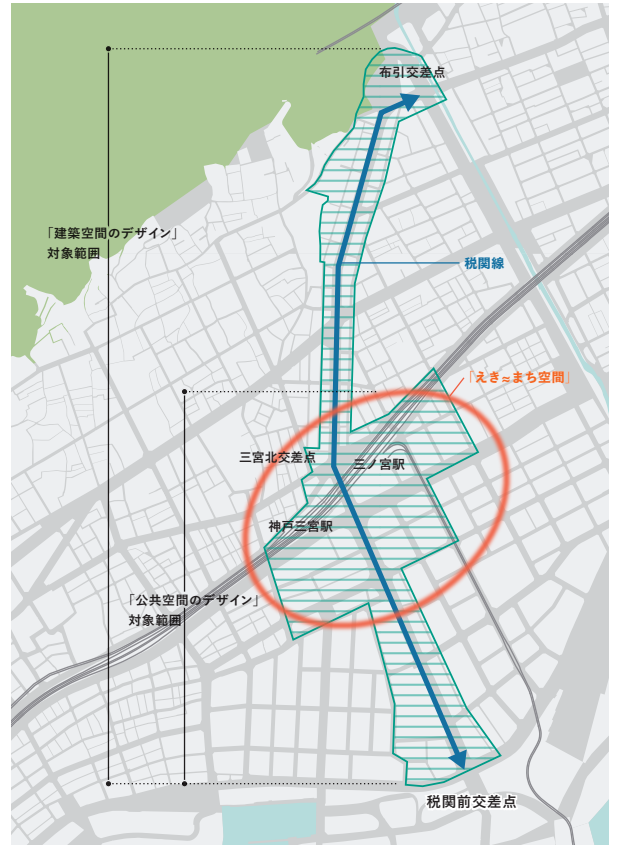 布引交差点
「建築空間のデザイン」
対象範囲
税関線
「えき≈まち空間」
三宮北交差点
三ノ宮駅
神戸三宮駅
「公共空間のデザイン」
対象範囲
税関前交差点